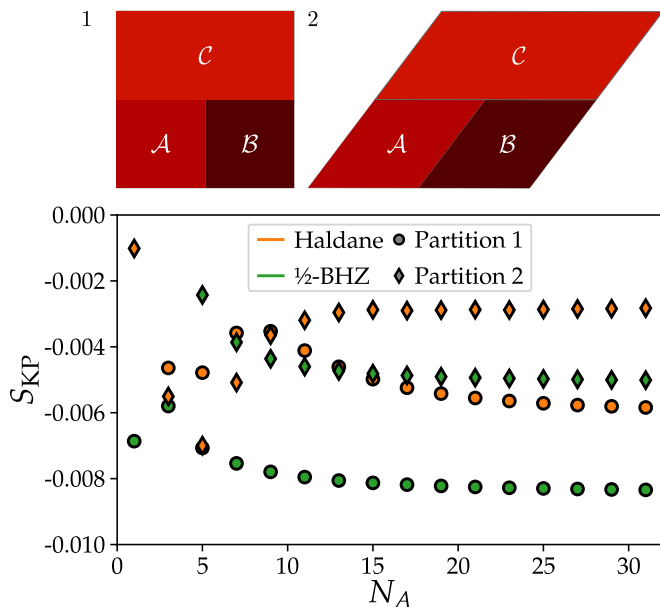 1
2
C
A
B
C
A
B
0.000
-0.002
-0.004
-0.006
-0.008
-0.010
S_KP
Haldane
Partition 1
½-BHZ
Partition 2
0
5
10
15
20
25
30
N_A